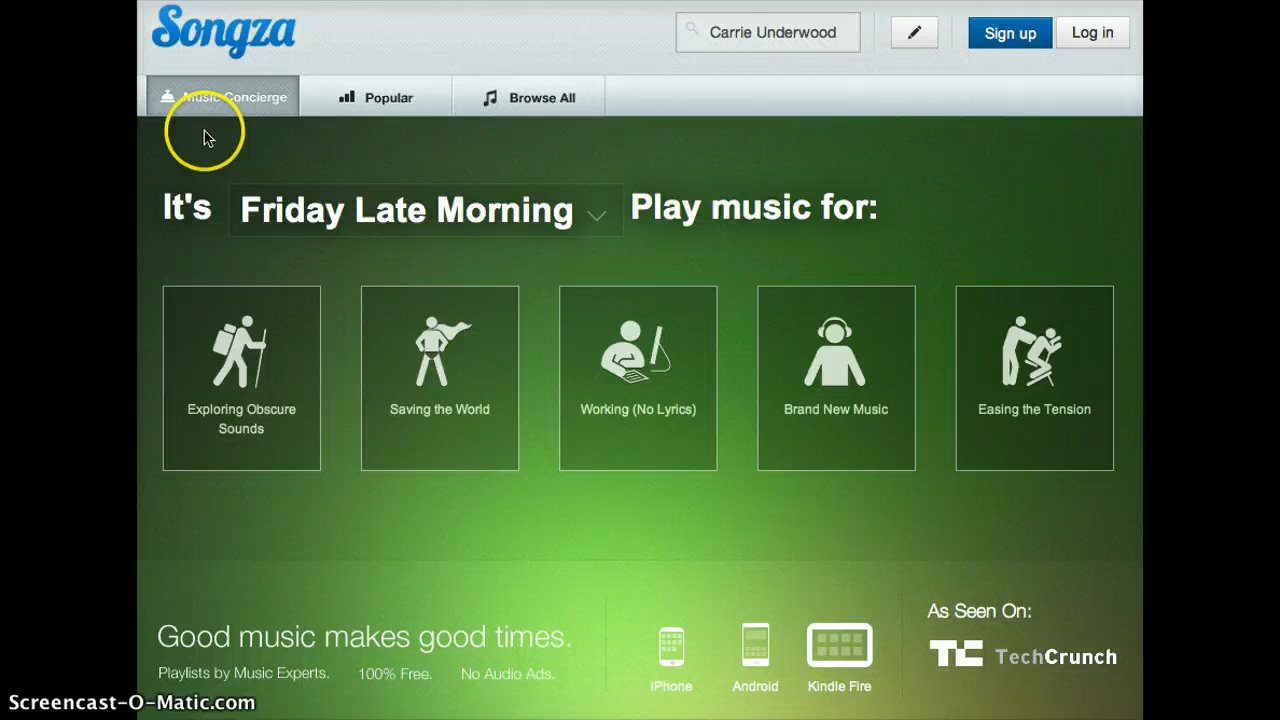 Songza
Carrie Underwood
Sign up
Log in
Music Concierge
Popular
Browse All
It's Friday Late Morning Play music for:
Exploring Obscure
Sounds
Saving the World
Working (No Lyrics)
Brand New Music
Easing the Tension
Good music makes good times.
Playlists by Music Experts. 100% Free. No Audio Ads.
iPhone
Android
Kindle Fire
As Seen On:
TC TechCrunch
Screencast-O-Matic.com